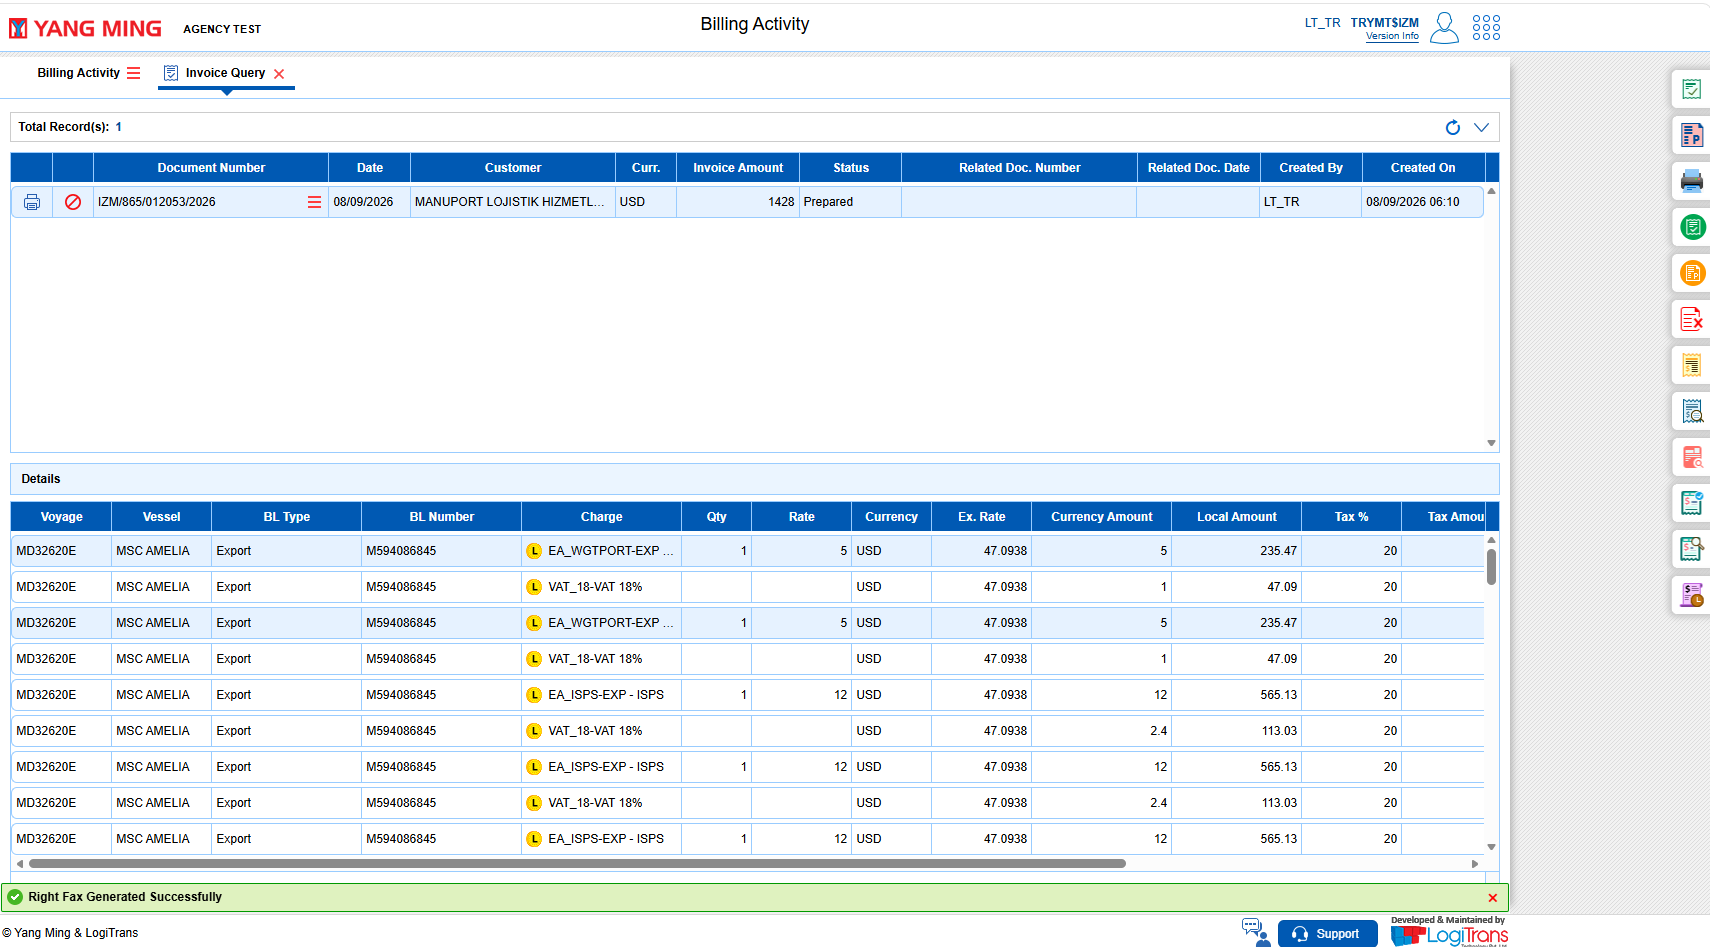 YANG MING
AGENCY TEST
Billing Activity
LT_TR TRYMT$IZM
Version Info
Billing Activity
Invoice Query
Total Record(s): 1
Document Number Date Customer Curr. Invoice Amount Status Related Doc. Number Related Doc. Date Created By Created On
IZM/865/012053/2026 08/09/2026 MANUPORT LOJISTIK HIZMETL... USD 1428 Prepared LT_TR 08/09/2026 06:10
Details
Voyage Vessel BL Type BL Number Charge Qty Rate Currency Ex. Rate Currency Amount Local Amount Tax % Tax Amou
MD32620E MSC AMELIA Export M594086845 L EA_WGTPORT-EXP ... 1 5 USD 47.0938 5 235.47 20
MD32620E MSC AMELIA Export M594086845 L VAT_18-VAT 18% USD 47.0938 1 47.09 20
MD32620E MSC AMELIA Export M594086845 L EA_WGTPORT-EXP ... 1 5 USD 47.0938 5 235.47 20
MD32620E MSC AMELIA Export M594086845 L VAT_18-VAT 18% USD 47.0938 1 47.09 20
MD32620E MSC AMELIA Export M594086845 L EA_ISPS-EXP - ISPS 1 12 USD 47.0938 12 565.13 20
MD32620E MSC AMELIA Export M594086845 L VAT_18-VAT 18% USD 47.0938 2.4 113.03 20
MD32620E MSC AMELIA Export M594086845 L EA_ISPS-EXP - ISPS 1 12 USD 47.0938 12 565.13 20
MD32620E MSC AMELIA Export M594086845 L VAT_18-VAT 18% USD 47.0938 2.4 113.03 20
MD32620E MSC AMELIA Export M594086845 L EA_ISPS-EXP - ISPS 1 12 USD 47.0938 12 565.13 20
Right Fax Generated Successfully
© Yang Ming & LogiTrans
Support
Developed & Maintained by
LogiTrans